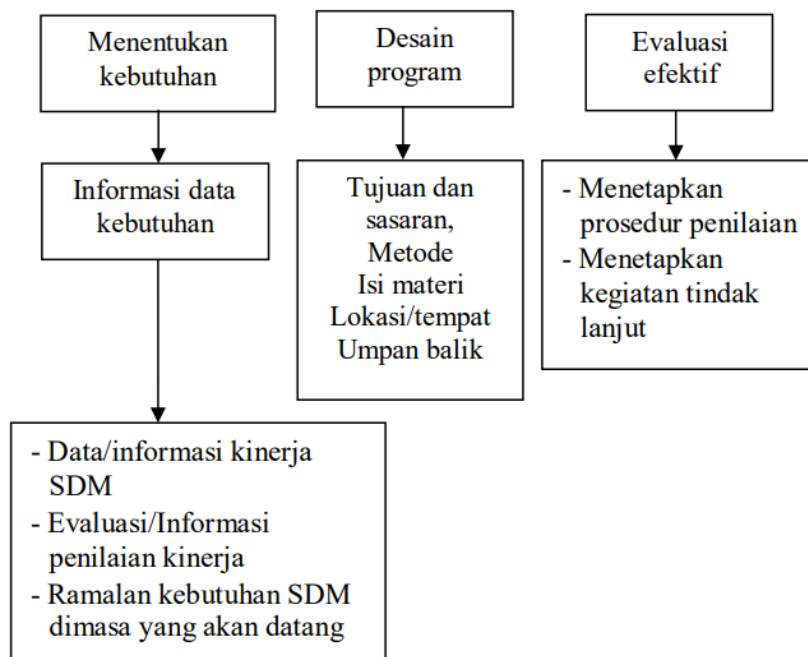 Menentukan
kebutuhan
Desain
program
Evaluasi
efektif
Informasi data
kebutuhan
Tujuan dan
sasaran,
Metode
Isi materi
Lokasi/tempat
Umpan balik
- Menetapkan
prosedur penilaian
- Menetapkan
kegiatan tindak
lanjut
- Data/informasi kinerja
SDM
- Evaluasi/Informasi
penilaian kinerja
- Ramalan kebutuhan SDM
dimasa yang akan datang